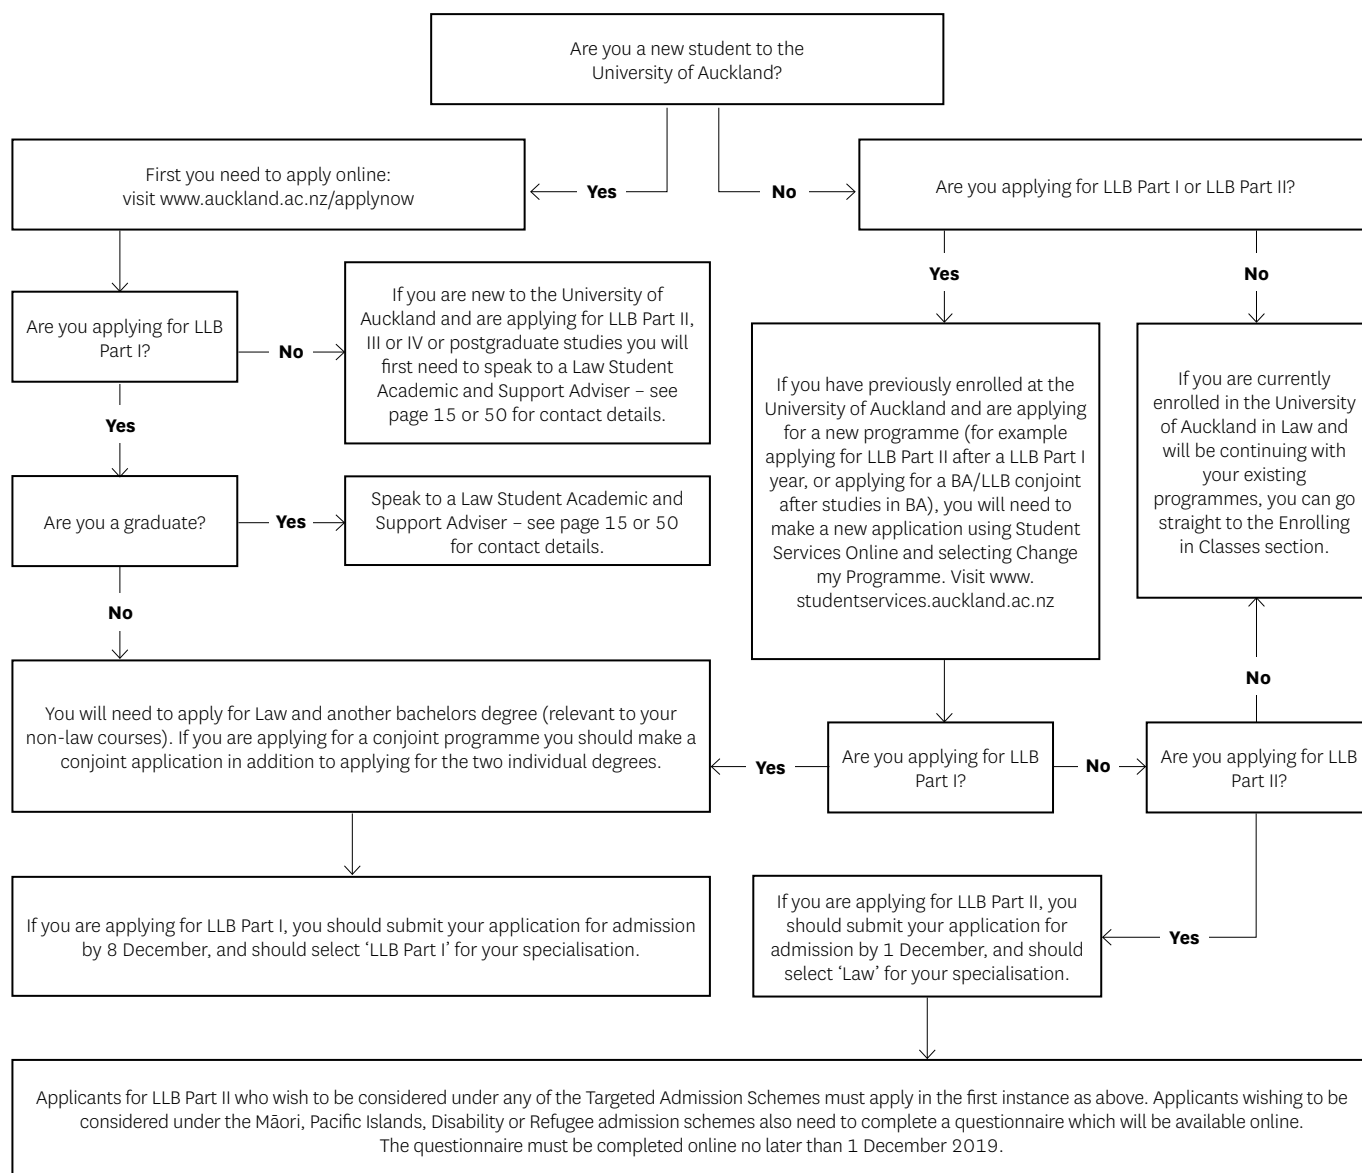 Are you a new student to the
University of Auckland?
First you need to apply online:
visit www.auckland.ac.nz/applynow
Yes
No
Are you applying for LLB Part I or LLB Part II?
Yes
No
Are you applying for LLB
Part I?
No
If you are new to the University of
Auckland and are applying for LLB Part II,
III or IV or postgraduate studies you will
first need to speak to a Law Student
Academic and Support Adviser – see
page 15 or 50 for contact details.
Yes
Are you a graduate?
Yes
Speak to a Law Student Academic and
Support Adviser – see page 15 or 50
for contact details.
No
If you have previously enrolled at the
University of Auckland and are applying
for a new programme (for example
applying for LLB Part II after a LLB Part I
year, or applying for a BA/LLB conjoint
after studies in BA), you will need to
make a new application using Student
Services Online and selecting Change
my Programme. Visit www.
studentservices.auckland.ac.nz
If you are currently
enrolled in the University
of Auckland in Law and
will be continuing with
your existing
programmes, you can go
straight to the Enrolling
in Classes section.
No
You will need to apply for Law and another bachelors degree (relevant to your
non-law courses). If you are applying for a conjoint programme you should make a
conjoint application in addition to applying for the two individual degrees.
Yes
Are you applying for LLB
Part I?
No
Are you applying for LLB
Part II?
If you are applying for LLB Part I, you should submit your application for admission
by 8 December, and should select ‘LLB Part I’ for your specialisation.
If you are applying for LLB Part II, you
should submit your application for
admission by 1 December, and should
select ‘Law’ for your specialisation.
Yes
Applicants for LLB Part II who wish to be considered under any of the Targeted Admission Schemes must apply in the first instance as above. Applicants wishing to be
considered under the Māori, Pacific Islands, Disability or Refugee admission schemes also need to complete a questionnaire which will be available online.
The questionnaire must be completed online no later than 1 December 2019.